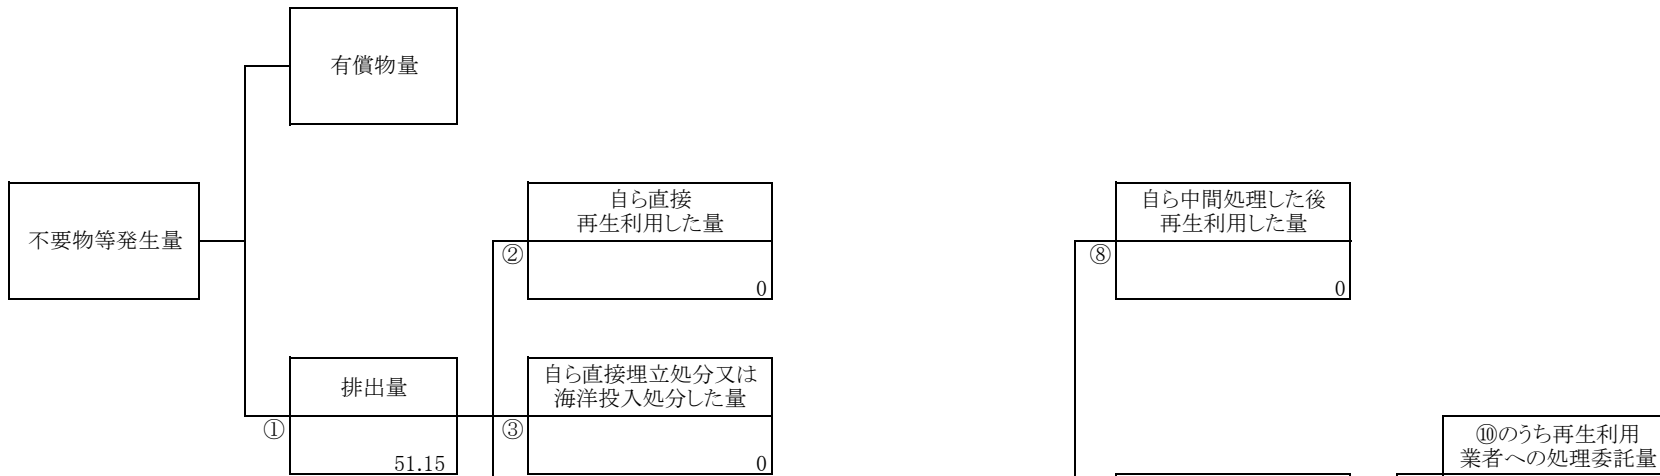 有償物量
不要物等発生量
自ら直接
再生利用した量
②
0
自ら中間処理した後
再生利用した量
⑧
0
排出量
①
51.15
自ら直接埋立処分又は
海洋投入処分した量
③
0
⑩のうち再生利用
業者への処理委託量